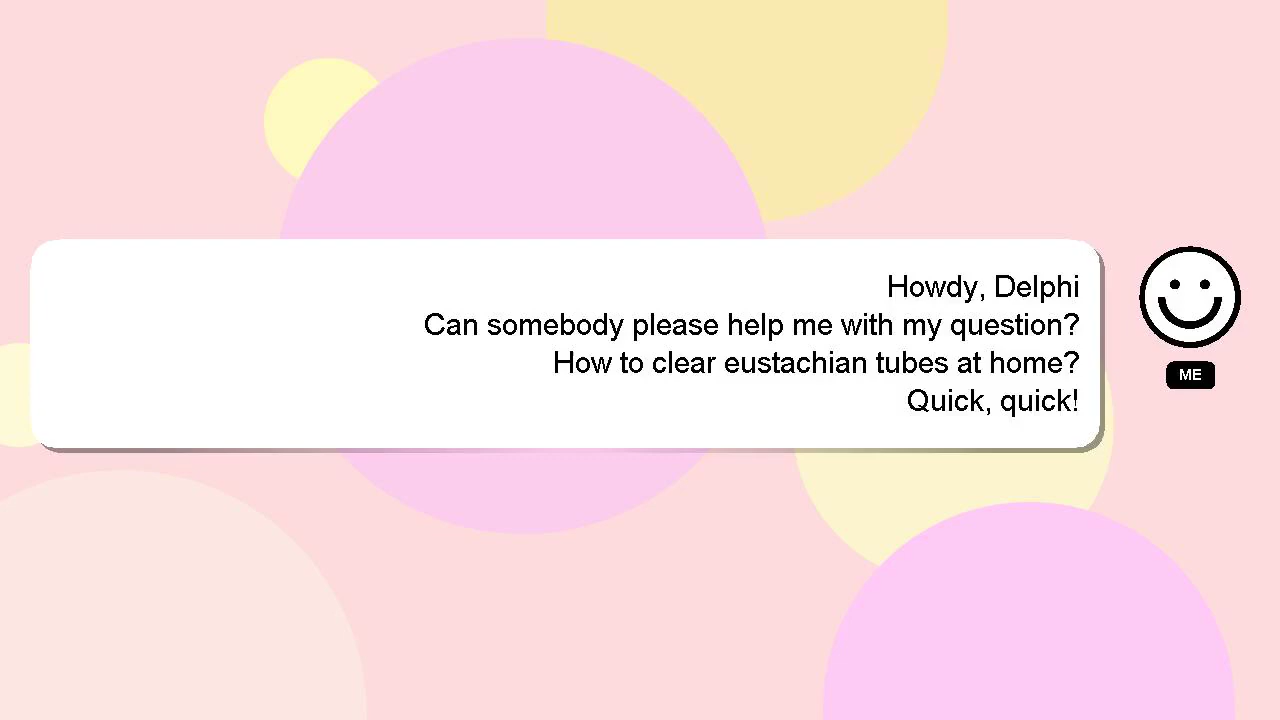 Howdy, Delphi
Can somebody please help me with my question?
How to clear eustachian tubes at home?
Quick, quick!
ME